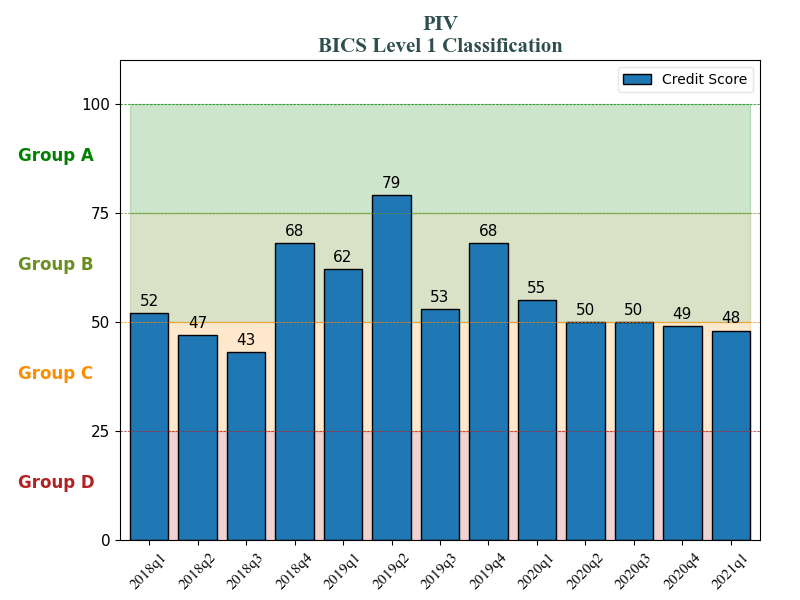 PIV
BICS Level 1 Classification
Credit Score
100
Group A
79
75
68
68
Group B
62
55
53
52
50
50
49
48
47
50
43
Group C
25
Group D
0
2018q1
2018q2
2018q3
2018q4
2019q1
2019q2
2019q3
2019q4
2020q1
2020q2
2020q3
2020q4
2021q1